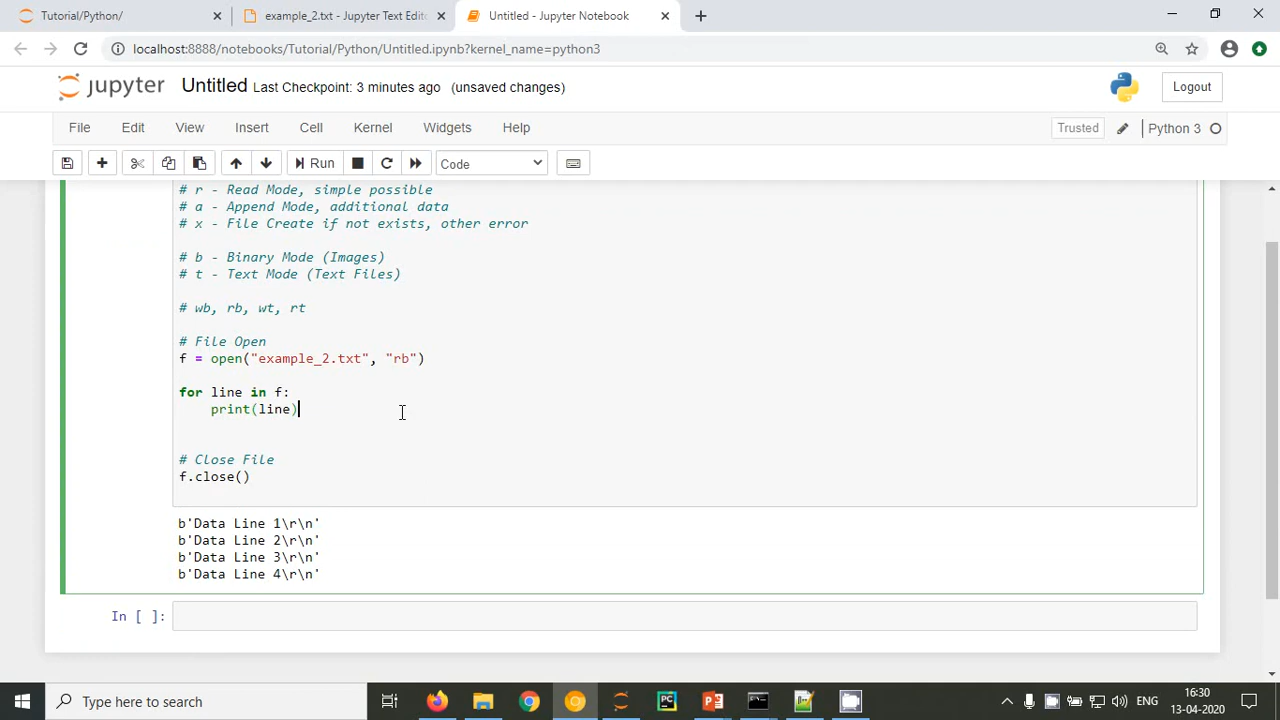 Tutorial/Python/
example_2.txt - Jupyter Text Edit
Untitled - Jupyter Notebook
localhost:8888/notebooks/Tutorial/Python/Untitled.ipynb?kernel_name=python3
jupyter Untitled Last Checkpoint: 3 minutes ago (unsaved changes)
Logout
File Edit View Insert Cell Kernel Widgets Help
Trusted
Python 3
Run
Code
# r - Read Mode, simple possible
# a - Append Mode, additional data
# x - File Create if not exists, other error
# b - Binary Mode (Images)
# t - Text Mode (Text Files)
# wb, rb, wt, rt
# File Open
f = open("example_2.txt", "rb")
for line in f:
    print(line)
# Close File
f.close()
b'Data Line 1\r\n'
b'Data Line 2\r\n'
b'Data Line 3\r\n'
b'Data Line 4\r\n'
In [ ]:
Type here to search
ENG
16:30
13-04-2020